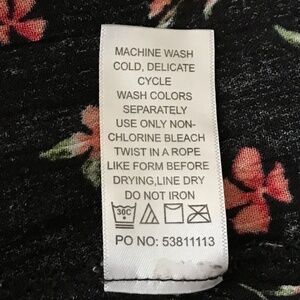 MACHINE WASH
COLD, DELICATE
CYCLE
WASH COLORS
SEPARATELY
USE ONLY NON-
CHLORINE BLEACH
TWIST IN A ROPE
LIKE FORM BEFORE
DRYING,LINE DRY
DO NOT IRON
30C
PO NO: 53811113